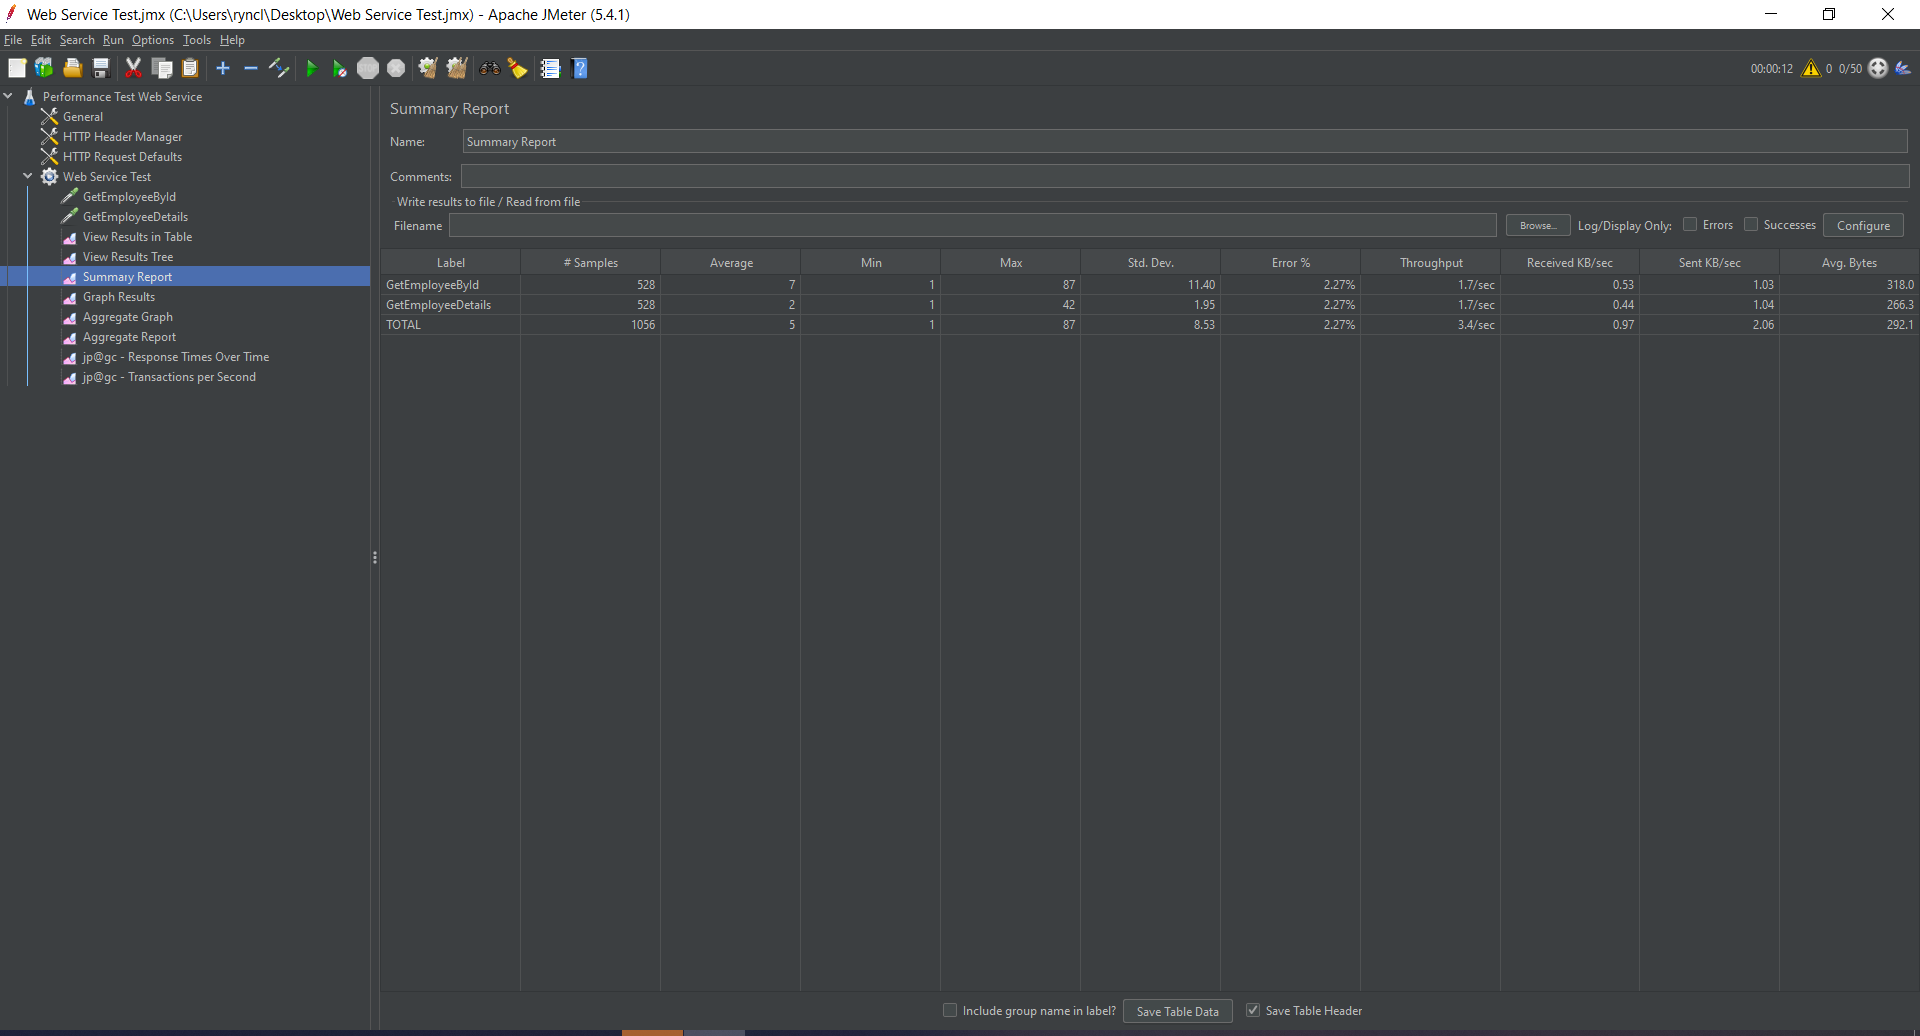 Web Service Test.jmx (C:\Users\ryncl\Desktop\Web Service Test.jmx) - Apache JMeter (5.4.1)
File Edit Search Run Options Tools Help
00:00:12 0 0/50
Performance Test Web Service
General
HTTP Header Manager
HTTP Request Defaults
Web Service Test
GetEmployeeById
GetEmployeeDetails
View Results in Table
View Results Tree
Summary Report
Graph Results
Aggregate Graph
Aggregate Report
jp@gc - Response Times Over Time
jp@gc - Transactions per Second
Summary Report
Name: Summary Report
Comments:
Write results to file / Read from file
Filename Browse... Log/Display Only: Errors Successes Configure
Label # Samples Average Min Max Std. Dev. Error % Throughput Received KB/sec Sent KB/sec Avg. Bytes
GetEmployeeById 528 7 1 87 11.40 2.27% 1.7/sec 0.53 1.03 318.0
GetEmployeeDetails 528 2 1 42 1.95 2.27% 1.7/sec 0.44 1.04 266.3
TOTAL 1056 5 1 87 8.53 2.27% 3.4/sec 0.97 2.06 292.1
Include group name in label? Save Table Data Save Table Header